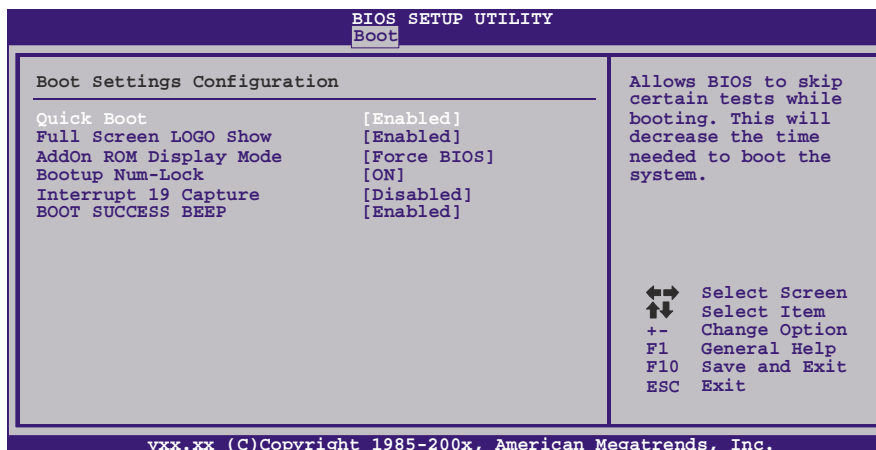 BIOS SETUP UTILITY
Boot
Boot Settings Configuration
Quick Boot [Enabled]
Full Screen LOGO Show [Enabled]
AddOn ROM Display Mode [Force BIOS]
Bootup Num-Lock [ON]
Interrupt 19 Capture [Disabled]
BOOT SUCCESS BEEP [Enabled]
Allows BIOS to skip
certain tests while
booting. This will
decrease the time
needed to boot the
system.
Select Screen
Select Item
+- Change Option
F1 General Help
F10 Save and Exit
ESC Exit
vxx.xx (C)Copyright 1985-200x, American Megatrends, Inc.